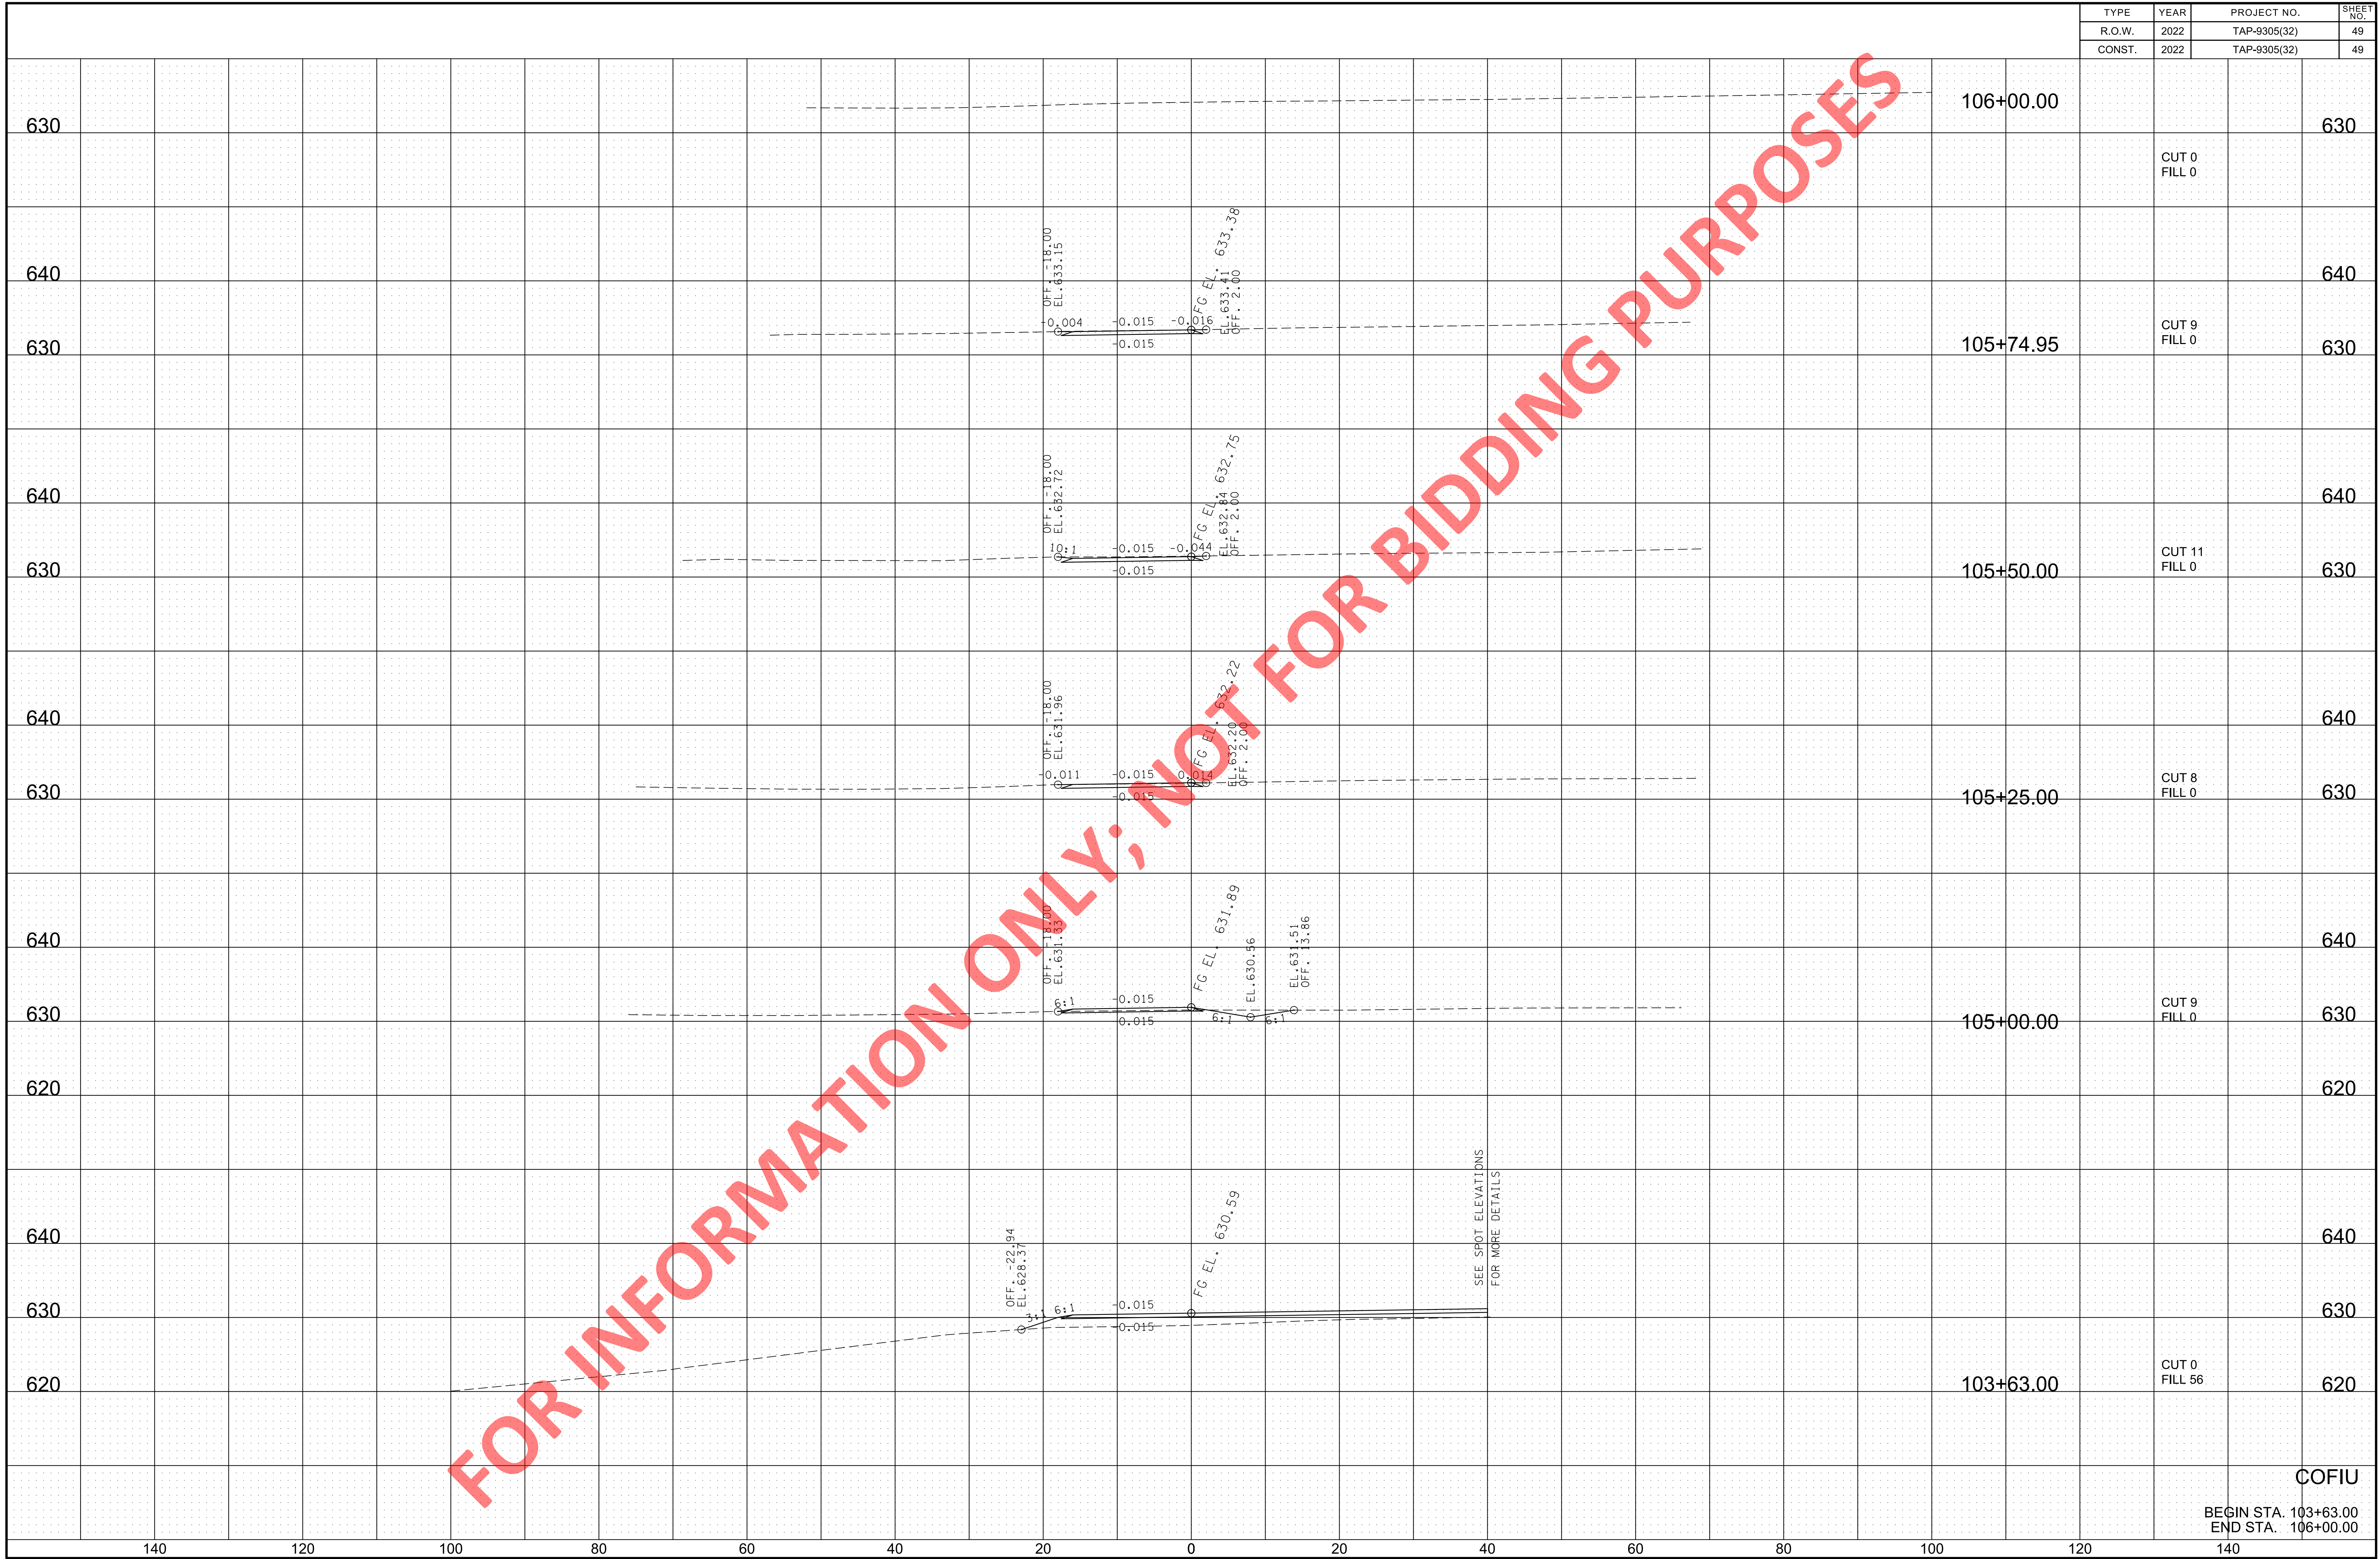 TYPE YEAR PROJECT NO. SHEET NO.
R.O.W. 2022 TAP-9305(32) 49
CONST. 2022 TAP-9305(32) 49
106+00.00
630 630
CUT 0
FILL 0
OFF. -18.00
EL.633.15
FG EL. 633.38
EL.633.41
OFF. 2.00
640 640
-0.004 -0.015 -0.016
-0.015
CUT 9
FILL 0
630 105+74.95 630
OFF. -18.00
EL.632.72
FG EL. 632.75
EL.632.84
OFF. 2.00
640 640
10:1 -0.015 -0.044
-0.015
CUT 11
FILL 0
630 105+50.00 630
OFF. -18.00
EL.631.96
FG EL. 632.22
EL.632.20
OFF. 2.00
640 640
-0.011 -0.015 0.014
-0.015
CUT 8
FILL 0
630 105+25.00 630
OFF. -18.00
EL.631.33
FG EL. 631.89
EL.630.56
EL.631.51
OFF. 13.86
640 640
6:1 -0.015
0.015 6:1 6:1
CUT 9
FILL 0
630 105+00.00 630
620 620
SEE SPOT ELEVATIONS
FOR MORE DETAILS
OFF. -22.94
EL.628.37
FG EL. 630.59
640 640
3:1 6:1 -0.015
-0.015
630 630
CUT 0
FILL 56
620 103+63.00 620
COFIU
BEGIN STA. 103+63.00
END STA. 106+00.00
140 120 100 80 60 40 20 0 20 40 60 80 100 120 140
FOR INFORMATION ONLY; NOT FOR BIDDING PURPOSES